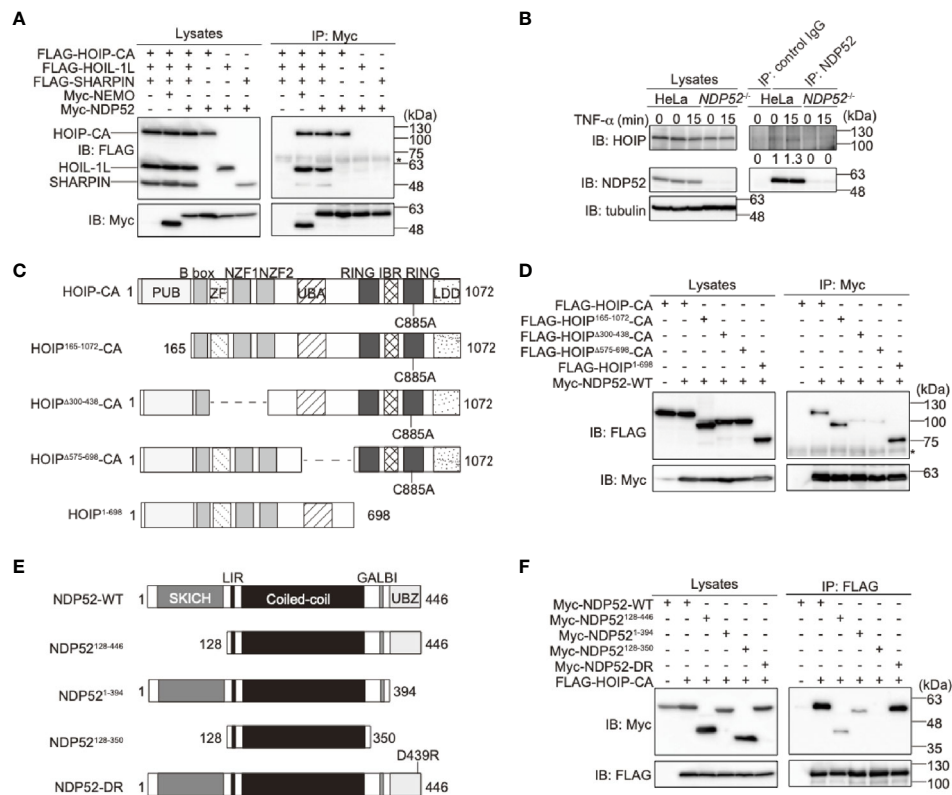 A
Lysates IP: Myc
FLAG-HOIP-CA + + + + - - + + + + - -
FLAG-HOIL-1L + + + - + - + + + - + -
FLAG-SHARPIN + + + - - + + + + - - +
Myc-NEMO - + - - - - - + - - - -
Myc-NDP52 - - + + + + - - + + + +
(kDa)
HOIP-CA
IB: FLAG
HOIL-1L
SHARPIN
130
100
75
*
63
48
IB: Myc
63
48
B
IP: control IgG
IP: NDP52
Lysates
HeLa NDP52-/- HeLa NDP52-/-
TNF-α (min) 0 0 15 0 15 0 0 15 0 15 (kDa)
IB: HOIP
130
100
0 1 1.3 0 0
IB: NDP52
63
48
IB: tubulin
63
48
C
B box NZF1 NZF2 RING IBR RING
HOIP-CA 1 PUB ZF UBA LDD 1072
C885A
HOIP165-1072-CA 165 1072
C885A
HOIPΔ300-438-CA 1 1072
C885A
HOIPΔ575-698-CA 1 1072
C885A
HOIP1-698 1 698
D
Lysates IP: Myc
FLAG-HOIP-CA + + - - - - + + - - - -
FLAG-HOIP165-1072-CA - - + - - - - - + - - -
FLAG-HOIPΔ300-438-CA - - - + - - - - - + - -
FLAG-HOIPΔ575-698-CA - - - - + - - - - - + -
FLAG-HOIP1-698 - - - - - + - - - - - +
Myc-NDP52-WT - + + + + + - + + + + +
(kDa)
IB: FLAG
130
100
75
*
IB: Myc
63
E
LIR GALBI
NDP52-WT 1 SKICH Coiled-coil UBZ 446
NDP52128-446 128 446
NDP521-394 1 394
NDP52128-350 128 350
D439R
NDP52-DR 1 446
F
Lysates IP: FLAG
Myc-NDP52-WT + + - - - - + + - - - -
Myc-NDP52128-446 - - + - - - - - + - - -
Myc-NDP521-394 - - - + - - - - - + - -
Myc-NDP52128-350 - - - - + - - - - - + -
Myc-NDP52-DR - - - - - + - - - - - +
FLAG-HOIP-CA - + + + + + - + + + + +
(kDa)
IB: Myc
63
48
35
IB: FLAG
130
100